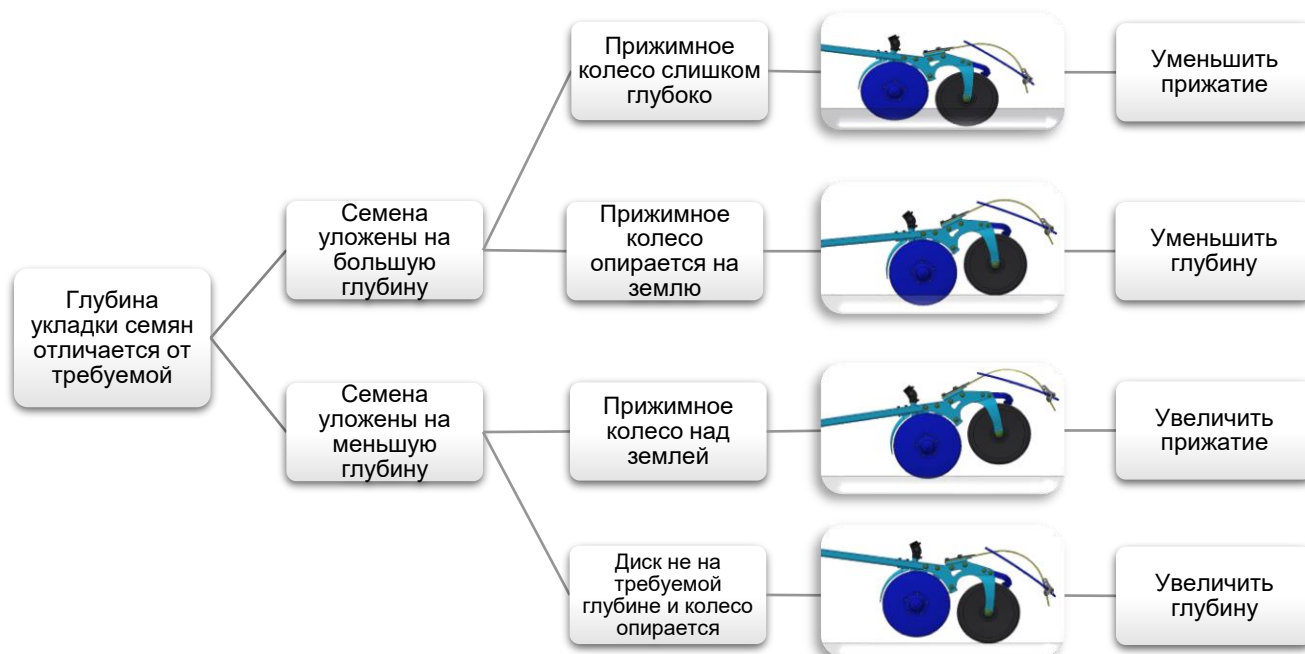 Глубина
укладки семян
отличается от
требуемой
Семена
уложены на
большую
глубину
Прижимное
колесо слишком
глубоко
Уменьшить
прижатие
Прижимное
колесо
опирается на
землю
Уменьшить
глубину
Семена
уложены на
меньшую
глубину
Прижимное
колесо над
землей
Увеличить
прижатие
Диск не на
требуемой
глубине и колесо
опирается
Увеличить
глубину